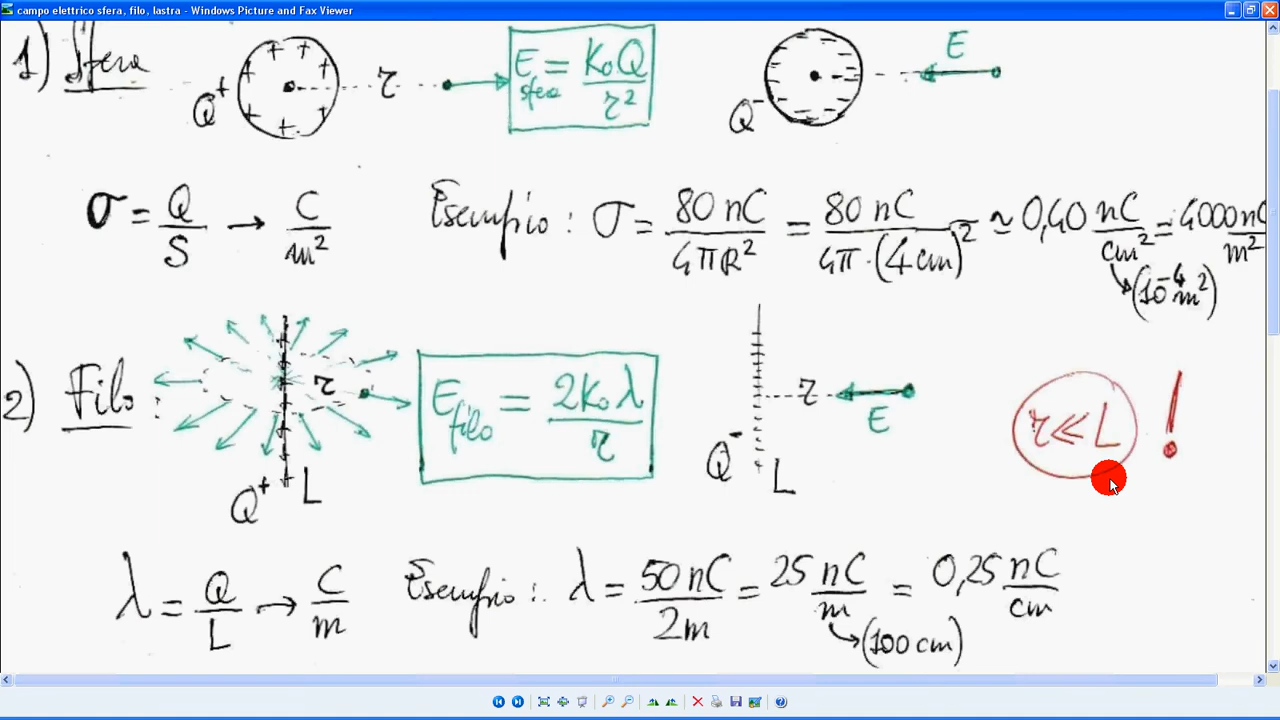 campo elettrico sfera, filo, lastra - Windows Picture and Fax Viewer
1) Sfera Q⁺ r E sfera = K₀Q / r² Q⁻ E
σ = Q/S → C/m² Esempio: σ = 80 nC / 4πR² = 80 nC / 4π·(4cm)² ≃ 0,40 nC/cm² = 4000 nC/m²
(10⁻⁴ m²)
2) Filo: r E filo = 2K₀λ / r r E r≪L !
Q⁺ L Q⁻ L
λ = Q/L → C/m Esempio: λ = 50 nC / 2m = 25 nC/m = 0,25 nC/cm
(100 cm)